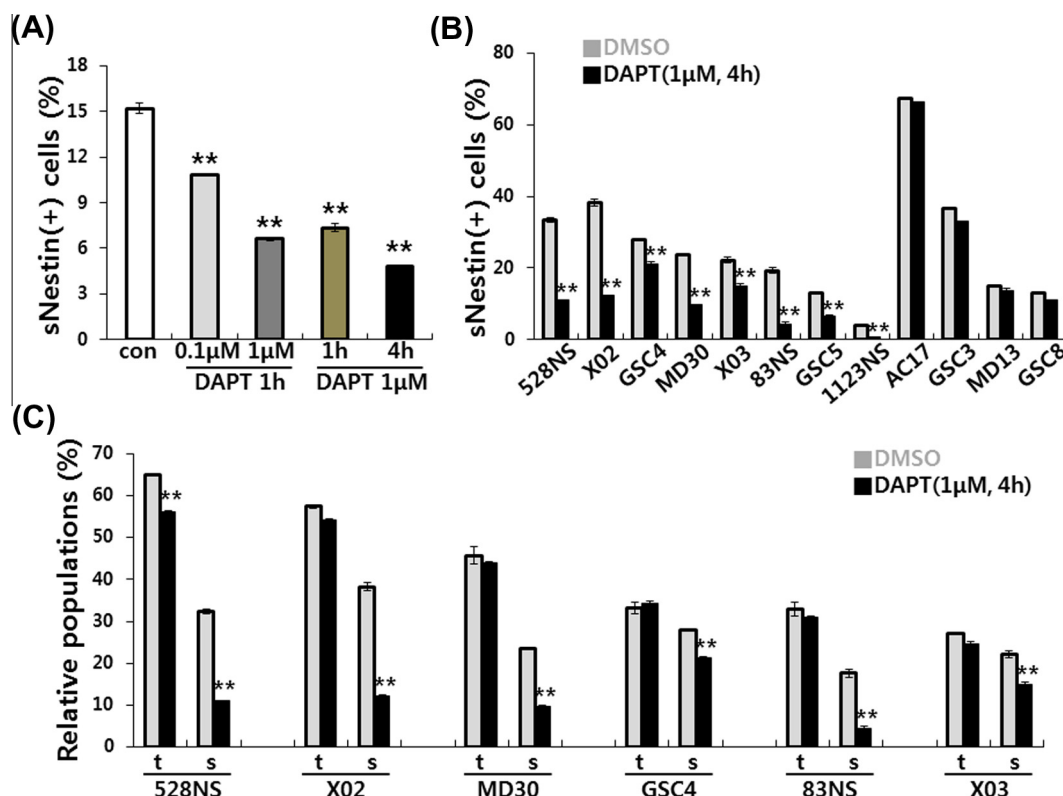 (A)
sNestin(+) cells (%)
18
15
12
9
6
3
0
**
**
**
**
con
0.1μM 1μM
1h
4h
DAPT 1h
DAPT 1μM
(B)
sNestin(+) cells (%)
80
60
40
20
0
DMSO
DAPT(1μM, 4h)
**
**
**
**
**
**
**
**
528NS
X02
GSC4
MD30
X03
83NS
GSC5
1123NS
AC17
GSC3
MD13
GSC8
(C)
Relative populations (%)
70
60
50
40
30
20
10
0
DMSO
DAPT(1μM, 4h)
**
**
**
**
**
**
**
t s t s t s t s t s t s
528NS X02 MD30 GSC4 83NS X03